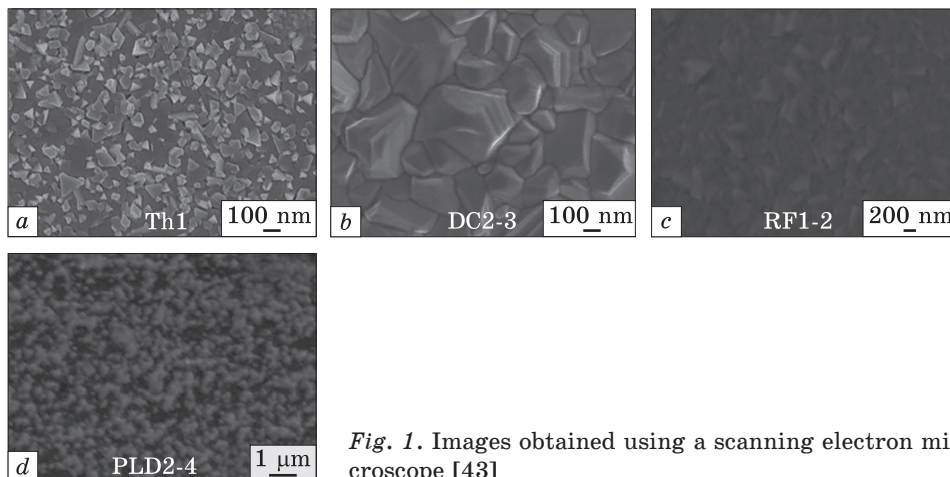 a
Th1
100 nm
b
DC2-3
100 nm
c
RF1-2
200 nm
d
PLD2-4
1 μm
Fig. 1. Images obtained using a scanning electron mi
croscope [43]